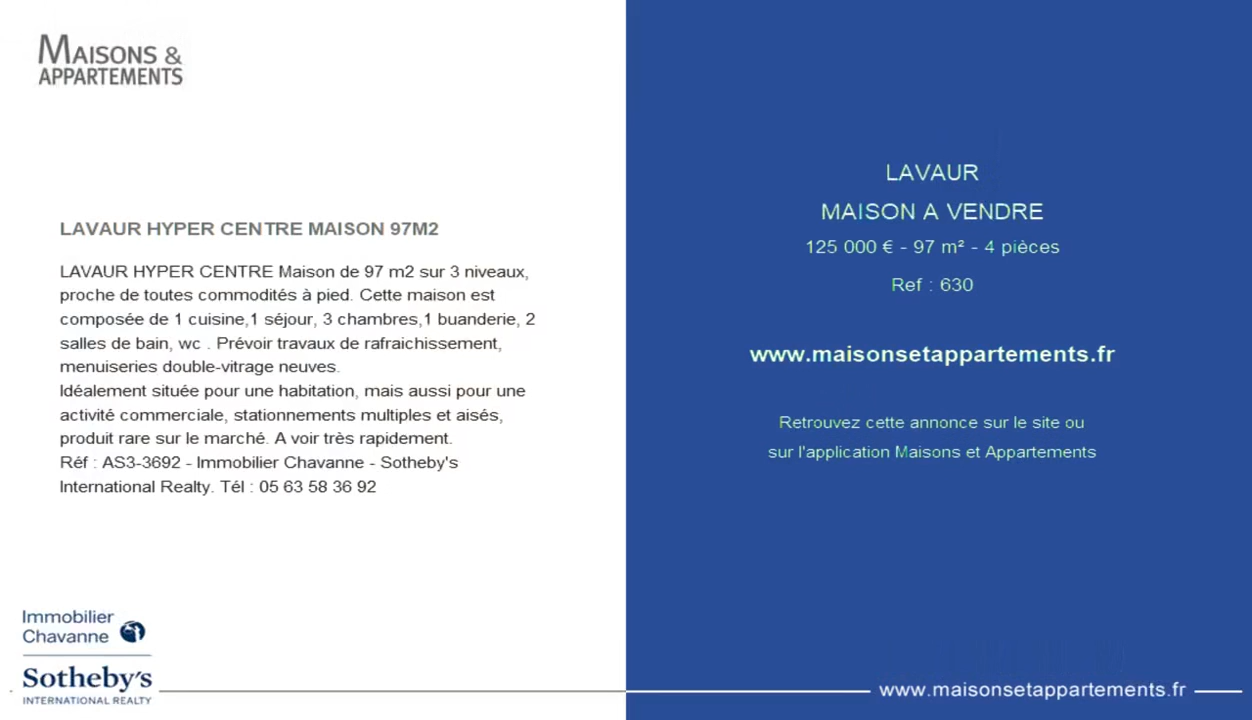 MAISONS &
APPARTEMENTS
LAVAUR HYPER CENTRE MAISON 97M2
LAVAUR HYPER CENTRE Maison de 97 m2 sur 3 niveaux,
proche de toutes commodités à pied. Cette maison est
composée de 1 cuisine,1 séjour, 3 chambres,1 buanderie, 2
salles de bain, wc . Prévoir travaux de rafraichissement,
menuiseries double-vitrage neuves.
Idéalement située pour une habitation, mais aussi pour une
activité commerciale, stationnements multiples et aisés,
produit rare sur le marché. A voir très rapidement.
Réf : AS3-3692 - Immobilier Chavanne - Sotheby's
International Realty. Tél : 05 63 58 36 92
Immobilier
Chavanne
Sotheby's
INTERNATIONAL REALTY
LAVAUR
MAISON A VENDRE
125 000 € - 97 m² - 4 pièces
Ref : 630
www.maisonsetappartements.fr
Retrouvez cette annonce sur le site ou
sur l'application Maisons et Appartements
www.maisonsetappartements.fr